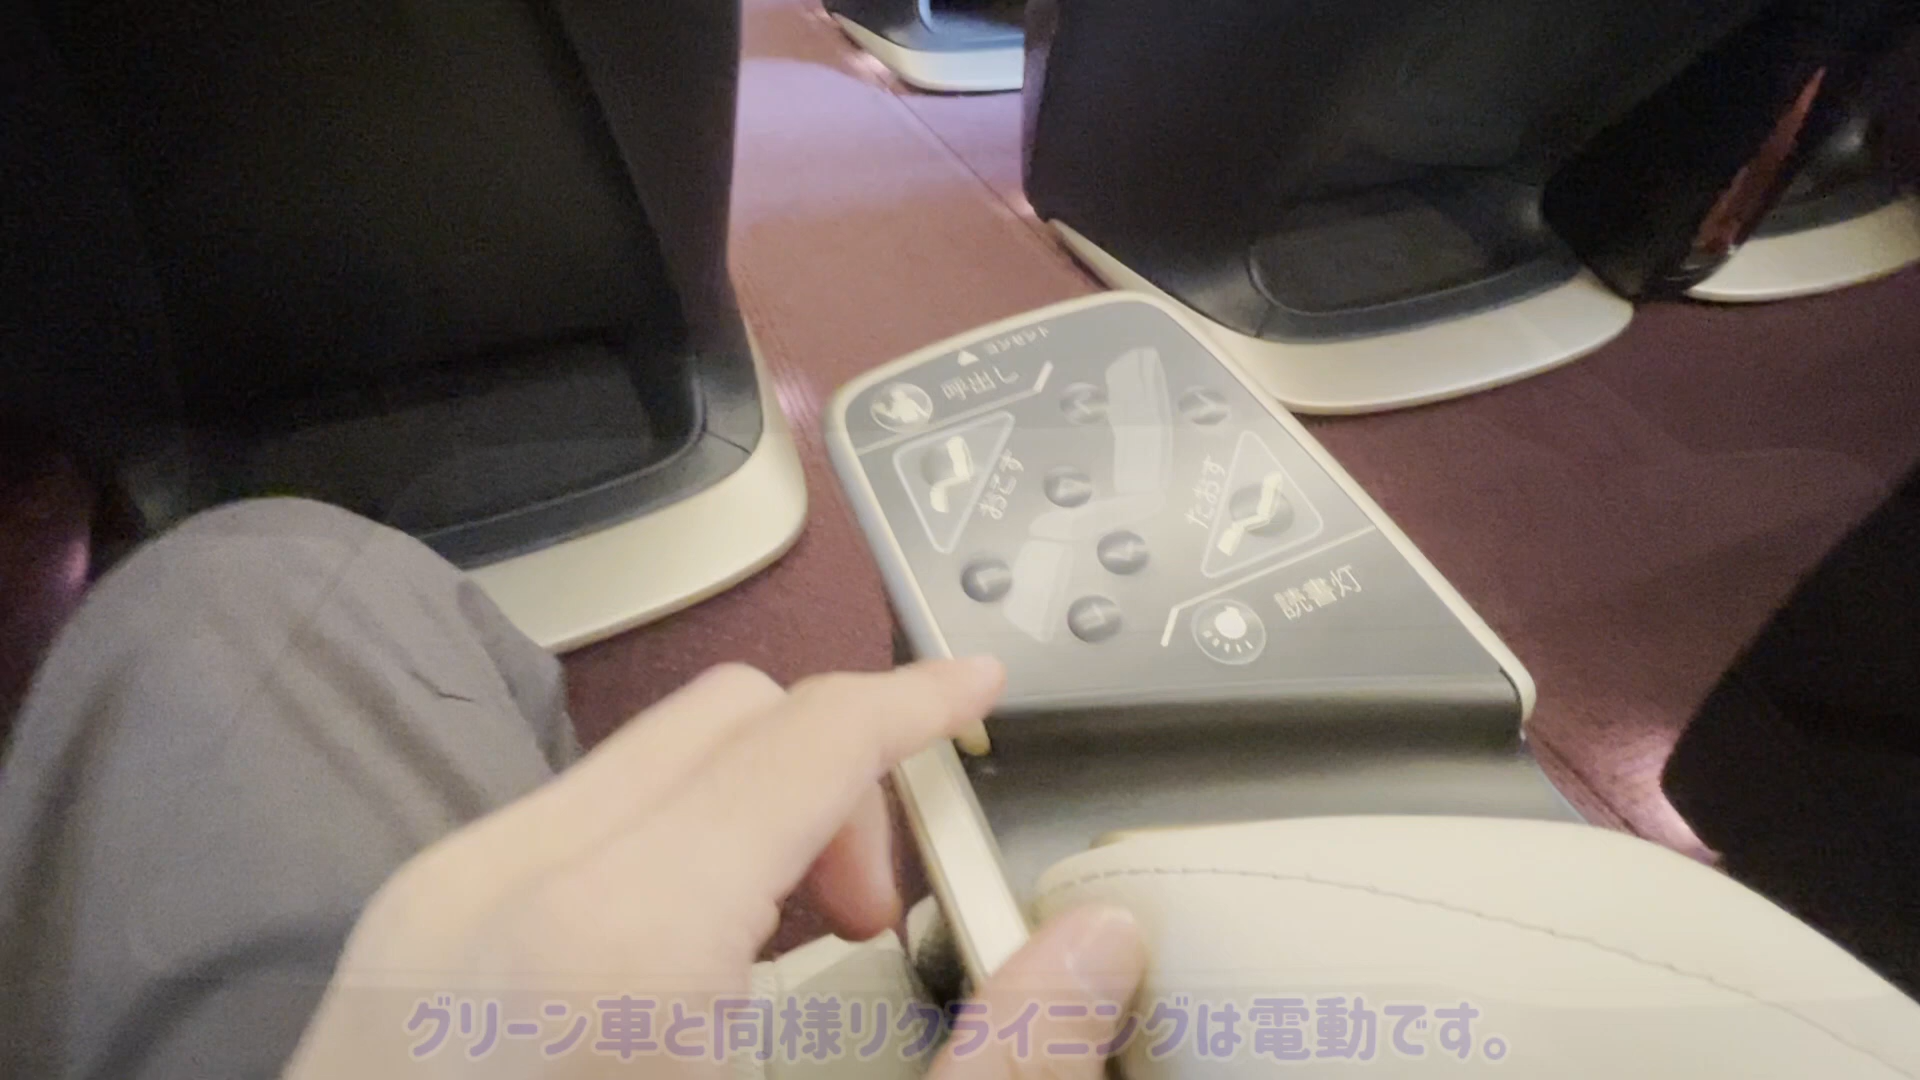 ▲ コンセント
呼出し
おこす
たおす
読書灯
グリーン車と同様リクライニングは電動です。